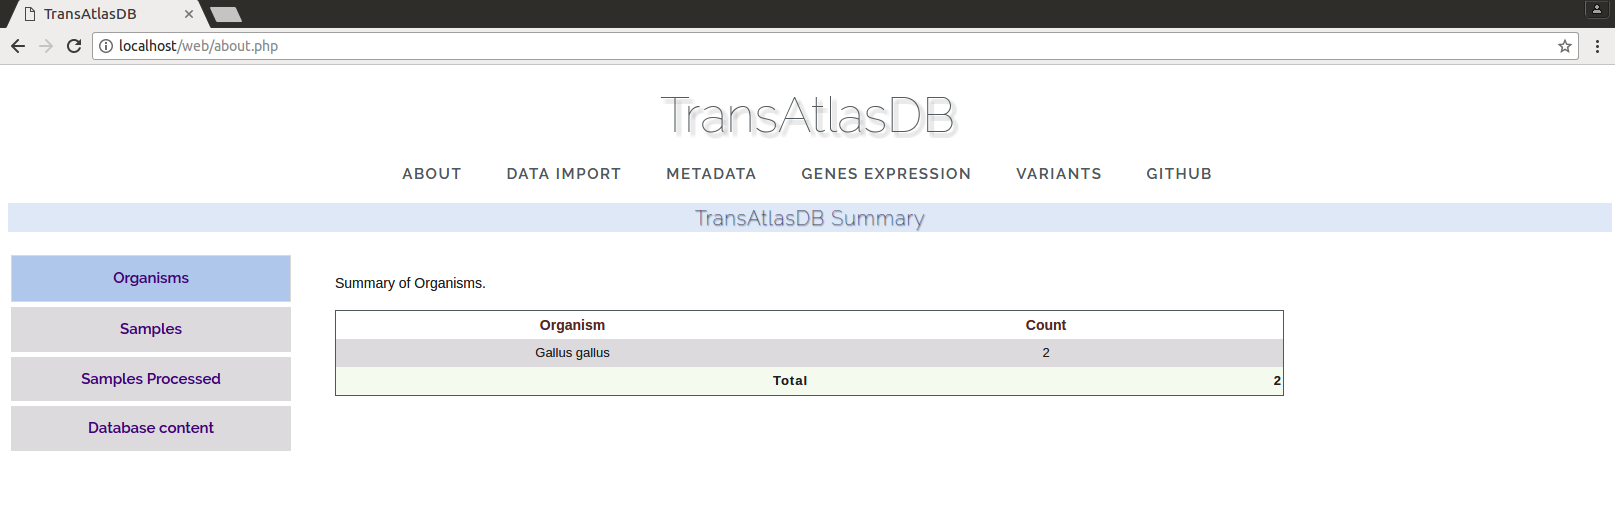 TransAtlasDB
localhost/web/about.php
TransAtlasDB
ABOUT DATA IMPORT METADATA GENES EXPRESSION VARIANTS GITHUB
TransAtlasDB Summary
Organisms
Samples
Samples Processed
Database content
Summary of Organisms.
Organism Count
Gallus gallus 2
Total 2